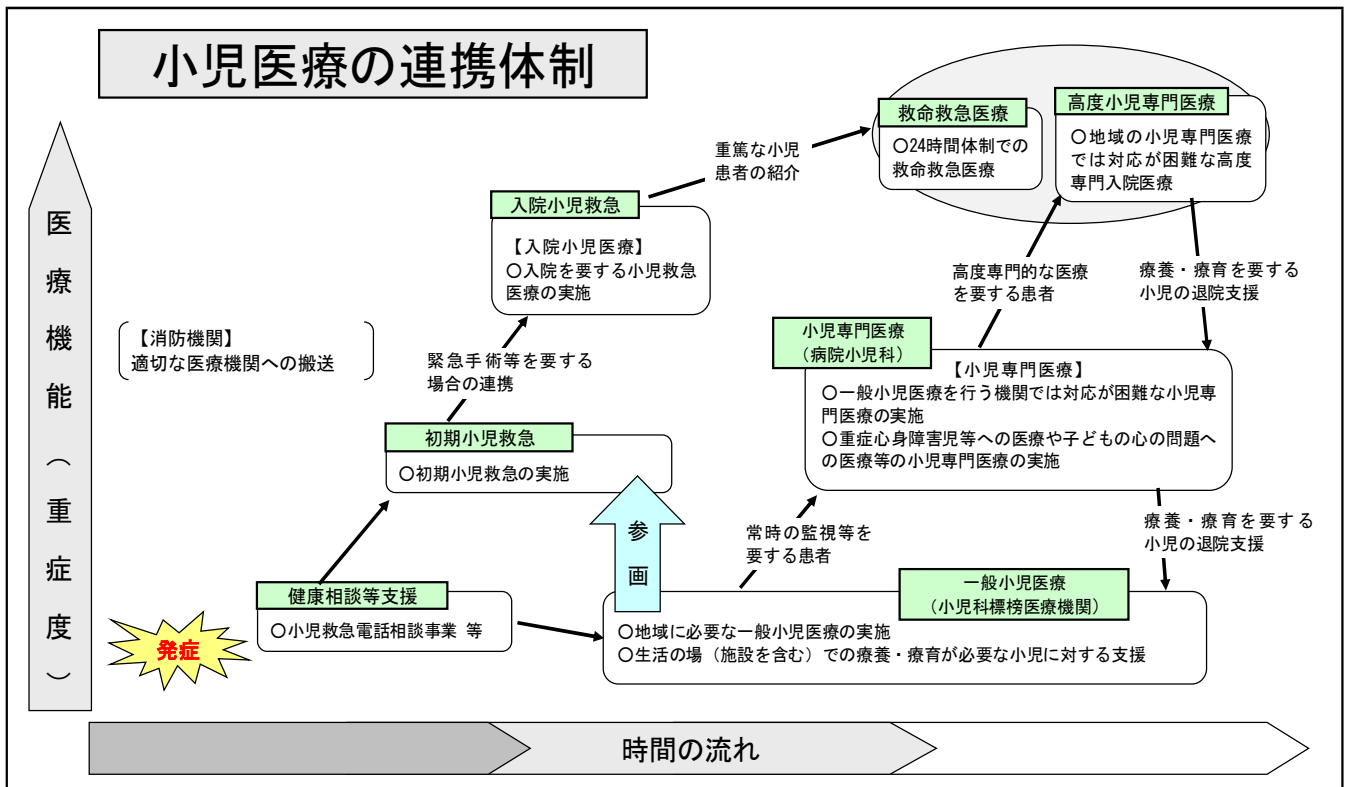 小児医療の連携体制
医療機能（重症度）
救命救急医療
○24時間体制での
救命救急医療
高度小児専門医療
○地域の小児専門医療
では対応が困難な高度
専門入院医療
重篤な小児
患者の紹介
入院小児救急
【入院小児医療】
○入院を要する小児救急
医療の実施
高度専門的な医療
を要する患者
療養・療育を要する
小児の退院支援
【消防機関】
適切な医療機関への搬送
緊急手術等を要する
場合の連携
小児専門医療
（病院小児科）
【小児専門医療】
○一般小児医療を行う機関では対応が困難な小児専
門医療の実施
○重症心身障害児等への医療や子どもの心の問題へ
の医療等の小児専門医療の実施
初期小児救急
○初期小児救急の実施
参画
常時の監視等を
要する患者
療養・療育を要する
小児の退院支援
健康相談等支援
○小児救急電話相談事業 等
一般小児医療
（小児科標榜医療機関）
○地域に必要な一般小児医療の実施
○生活の場（施設を含む）での療養・療育が必要な小児に対する支援
発症
時間の流れ